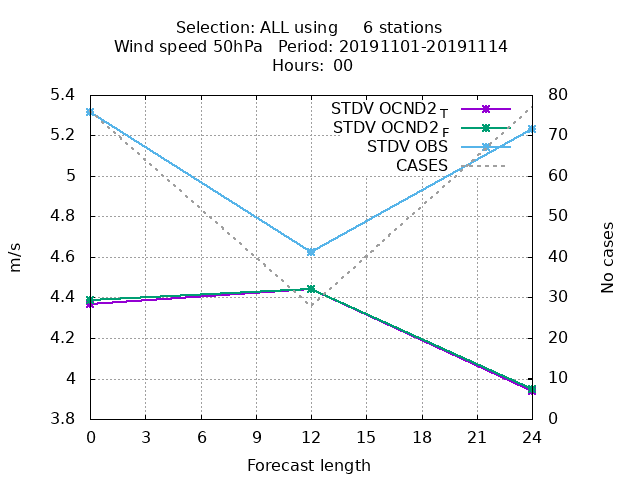 Selection: ALL using     6 stations
Wind speed 50hPa   Period: 20191101-20191114
Hours:  00
STDV OCND2_T
STDV OCND2_F
STDV OBS
CASES
5.4
5.2
5
4.8
4.6
4.4
4.2
4
3.8
m/s
80
70
60
50
40
30
20
10
0
No cases
0 3 6 9 12 15 18 21 24
Forecast length